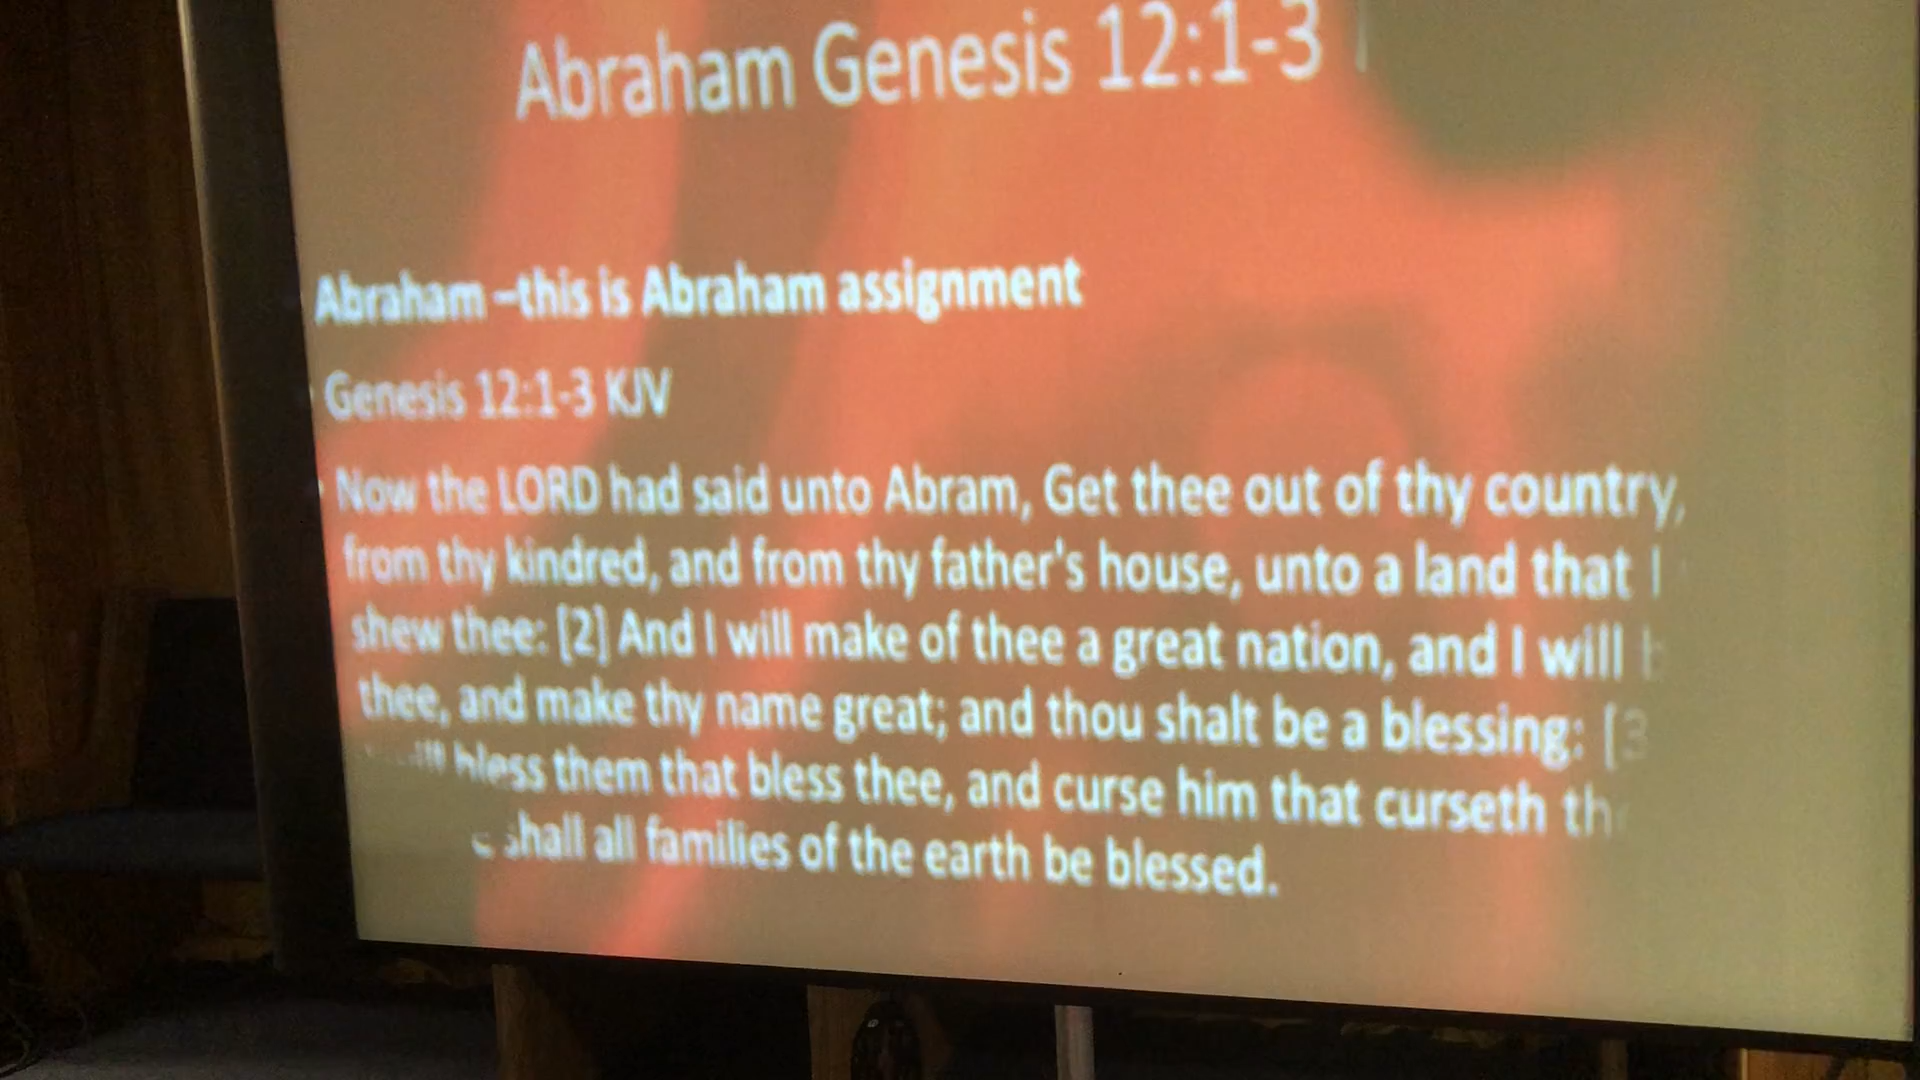 Abraham Genesis 12:1-3
Abraham –this is Abraham assignment
Genesis 12:1-3 KJV
Now the LORD had said unto Abram, Get thee out of thy country,
from thy kindred, and from thy father's house, unto a land that I
shew thee: [2] And I will make of thee a great nation, and I will
thee, and make thy name great; and thou shalt be a blessing: [3
bless them that bless thee, and curse him that curseth
shall all families of the earth be blessed.